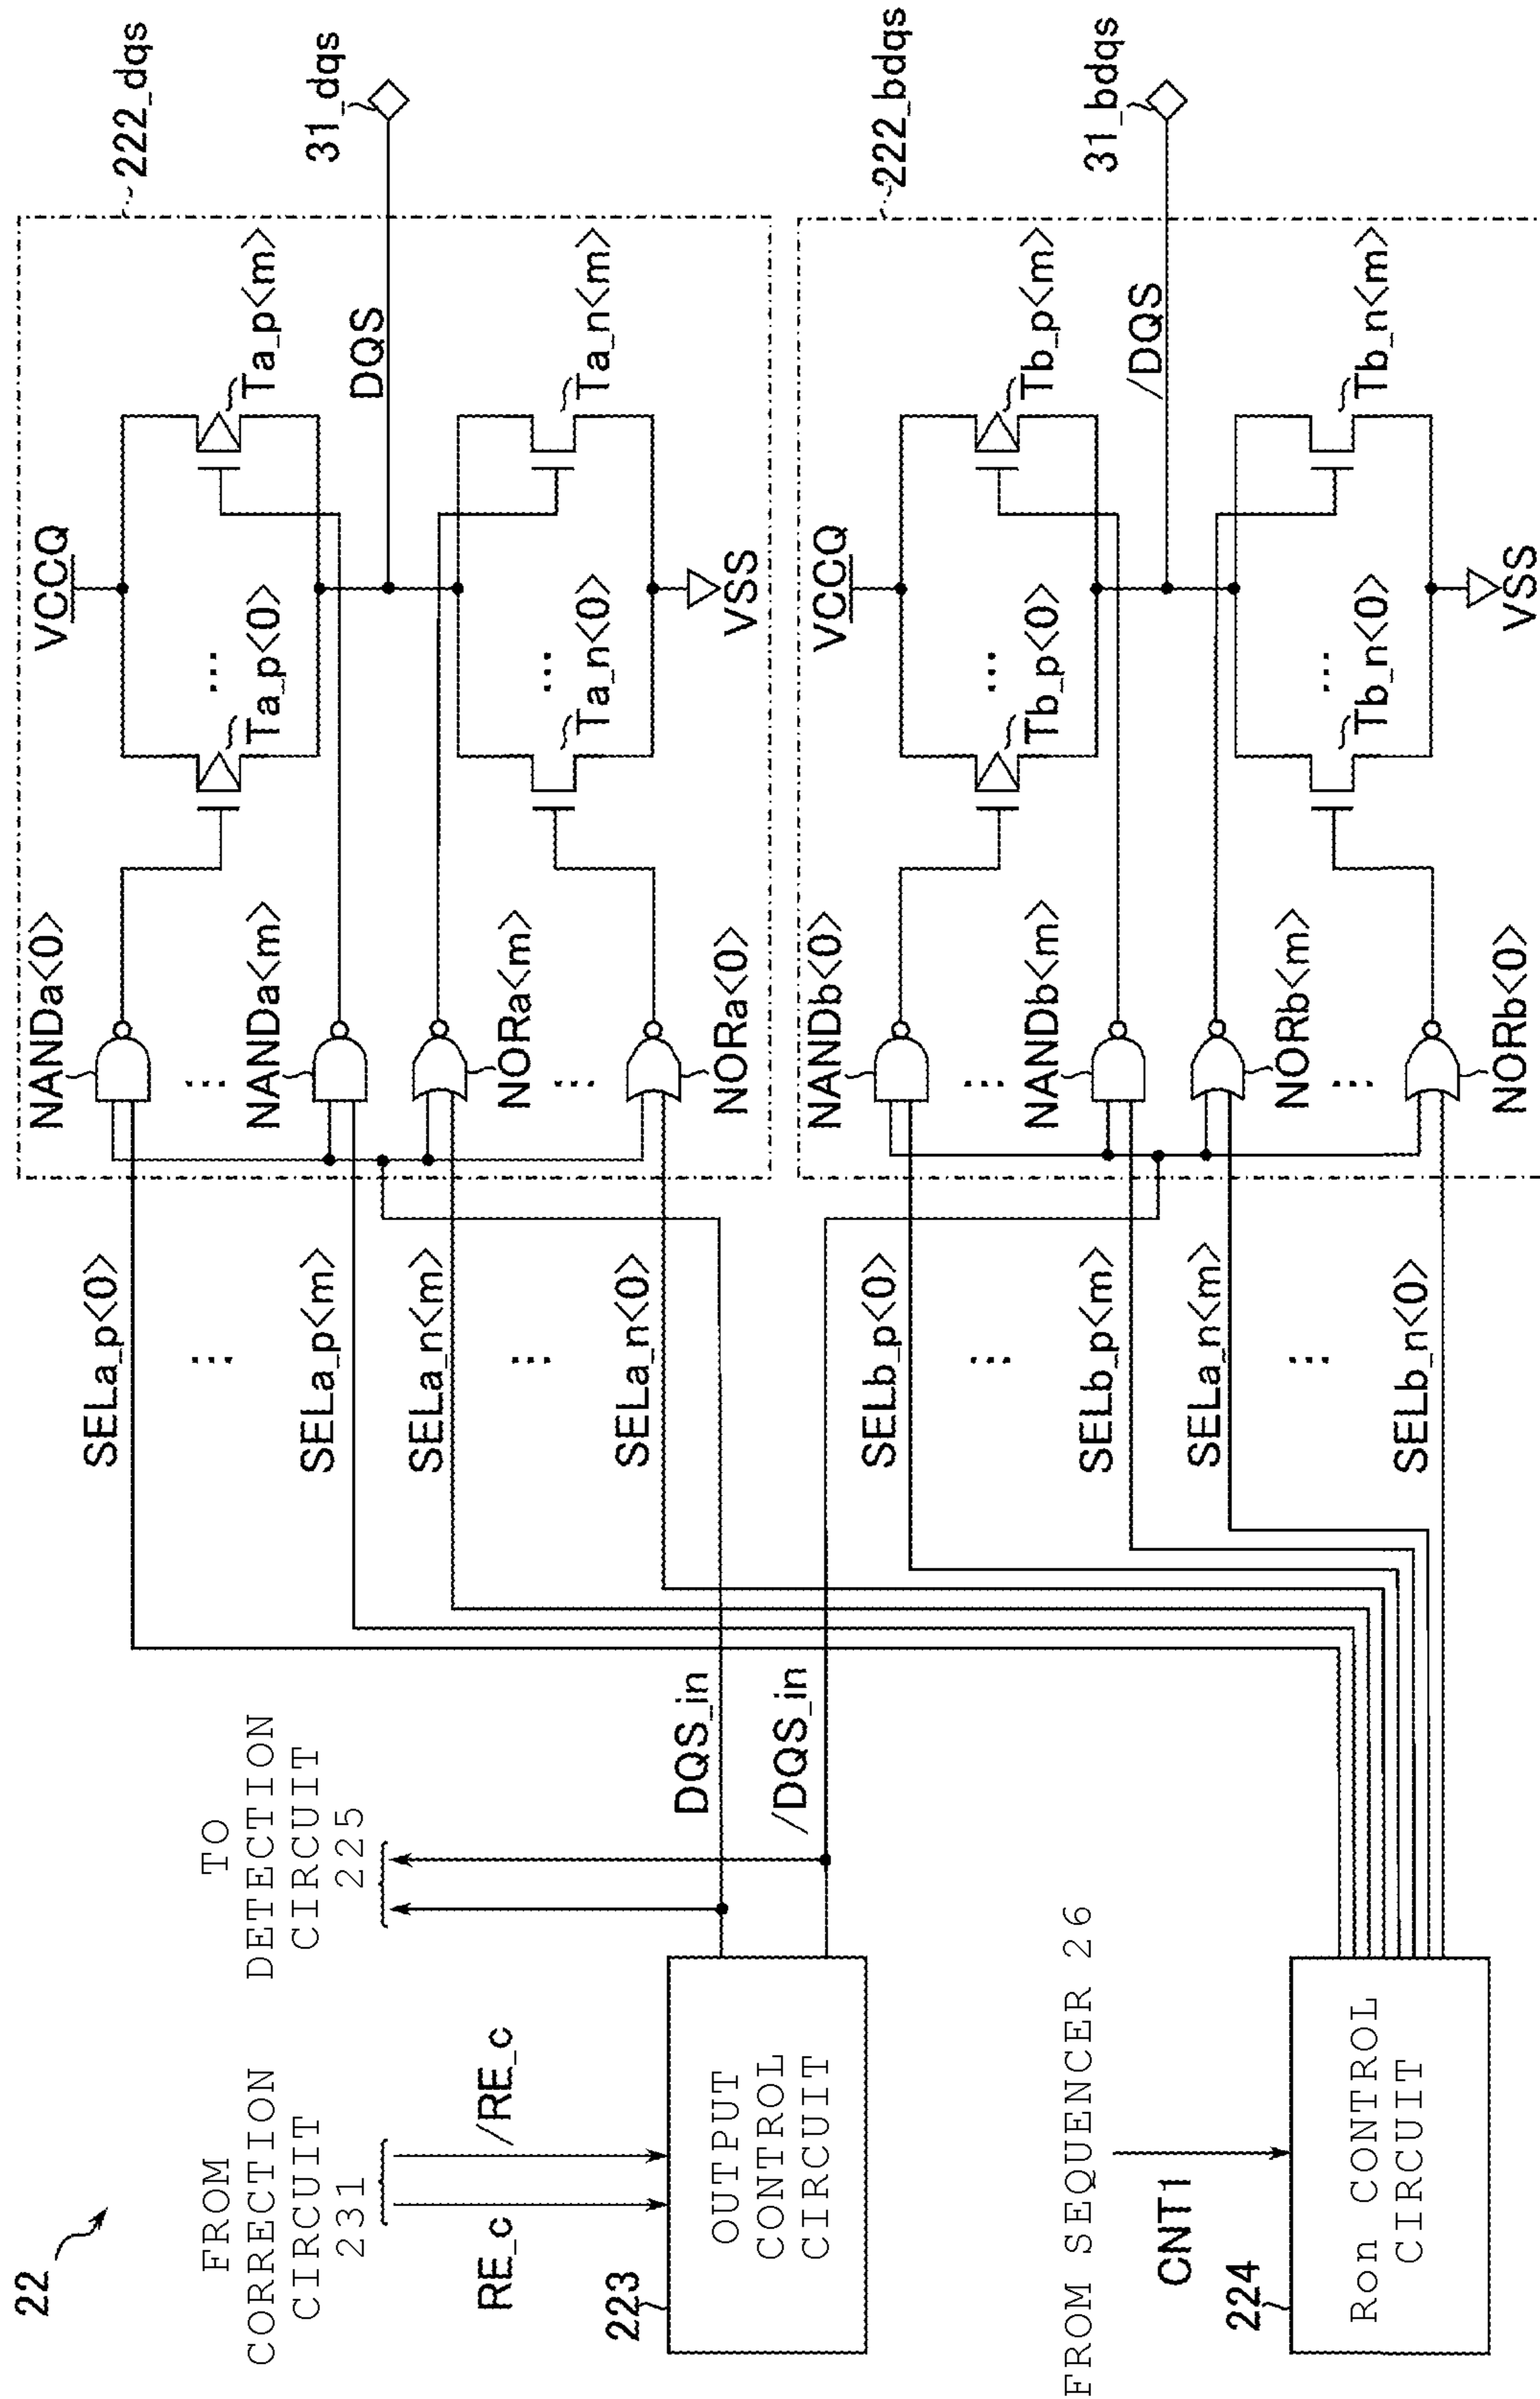 22
FROM
CORRECTION
CIRCUIT
231
RE_c
/RE_c
TO
DETECTION
CIRCUIT
225
223
OUTPUT
CONTROL
CIRCUIT
DQS_in
/DQS_in
FROM SEQUENCER 26
CNT1
224
Ron CONTROL
CIRCUIT
SELa_p<0>
...
SELa_p<m>
SELa_n<m>
...
SELa_n<0>
SELb_p<0>
...
SELb_p<m>
SELa_n<m>
...
SELb_n<0>
NANDa<0>
...
NANDa<m>
NORa<m>
...
NORa<0>
VCCQ
Ta_p<0>
...
Ta_p<m>
DQS
Ta_n<0>
...
Ta_n<m>
VSS
222_dqs
31_dqs
NANDb<0>
...
NANDb<m>
NORb<m>
...
NORb<0>
VCCQ
Tb_p<0>
...
Tb_p<m>
/DQS
Tb_n<0>
...
Tb_n<m>
VSS
222_bdqs
31_bdqs